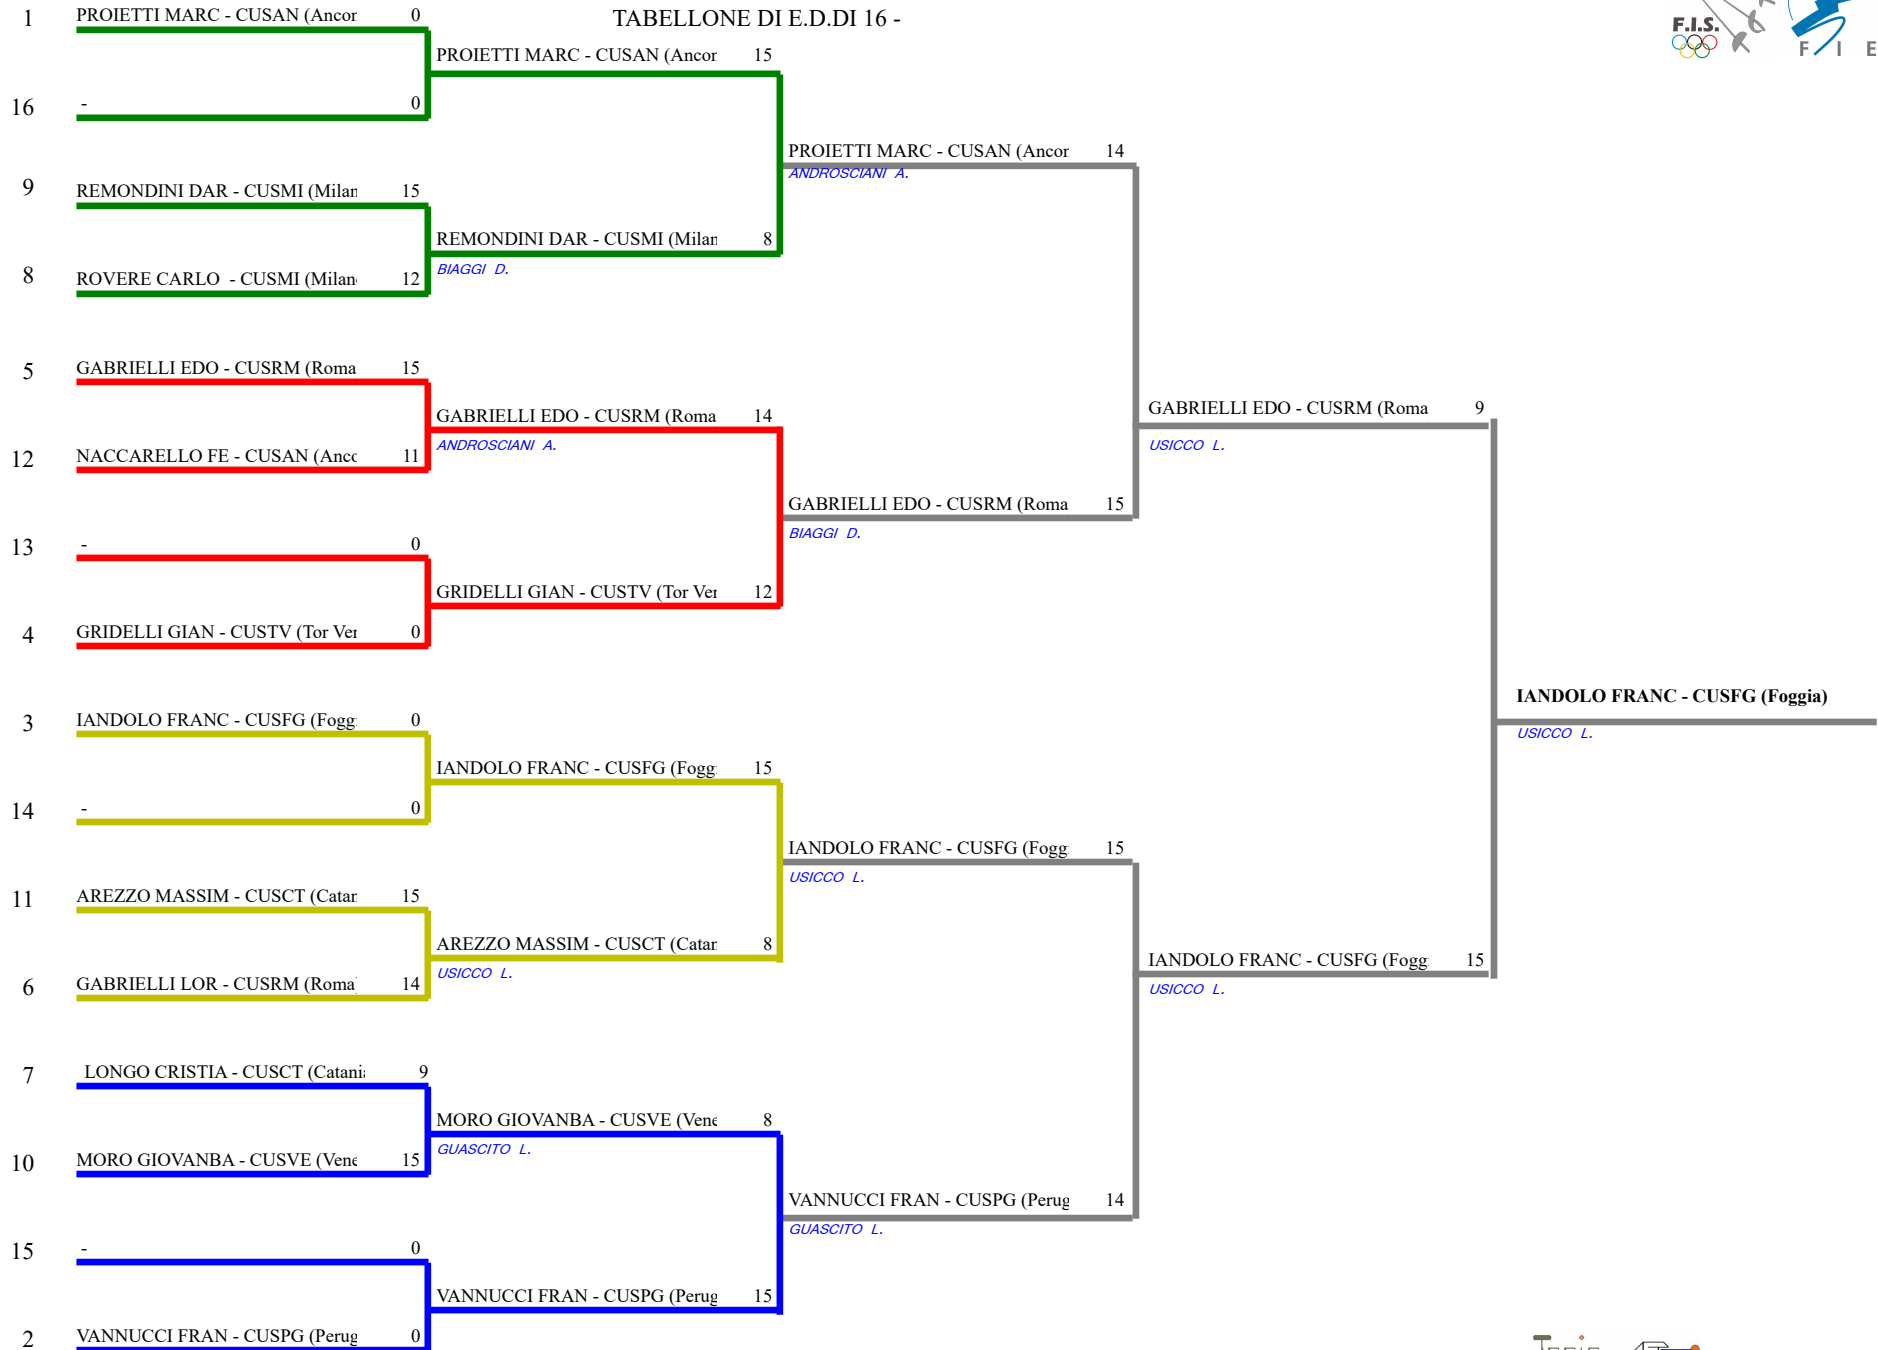 TABELLONE DI E.D.DI 16 -
F.I.S.
F I E
1 PROIETTI MARC - CUSAN (Ancor 0
PROIETTI MARC - CUSAN (Ancor 15
16 - 0
PROIETTI MARC - CUSAN (Ancor 14
ANDROSCIANI A.
9 REMONDINI DAR - CUSMI (Milan 15
REMONDINI DAR - CUSMI (Milan 8
BIAGGI D.
8 ROVERE CARLO - CUSMI (Milan 12
5 GABRIELLI EDO - CUSRM (Roma 15
GABRIELLI EDO - CUSRM (Roma 14
ANDROSCIANI A.
GABRIELLI EDO - CUSRM (Roma 9
USICCO L.
12 NACCARELLO FE - CUSAN (Anco 11
GABRIELLI EDO - CUSRM (Roma 15
BIAGGI D.
13 - 0
GRIDELLI GIAN - CUSTV (Tor Ver 12
4 GRIDELLI GIAN - CUSTV (Tor Ver 0
IANDOLO FRANC - CUSFG (Foggia)
USICCO L.
3 IANDOLO FRANC - CUSFG (Fogg 0
IANDOLO FRANC - CUSFG (Fogg 15
14 - 0
IANDOLO FRANC - CUSFG (Fogg 15
USICCO L.
11 AREZZO MASSIM - CUSCT (Catan 15
AREZZO MASSIM - CUSCT (Catan 8
USICCO L.
IANDOLO FRANC - CUSFG (Fogg 15
USICCO L.
6 GABRIELLI LOR - CUSRM (Roma) 14
7 LONGO CRISTIA - CUSCT (Catania 9
MORO GIOVANBA - CUSVE (Vene 8
GUASCITO L.
10 MORO GIOVANBA - CUSVE (Vene 15
VANNUCCI FRAN - CUSPG (Perug 14
GUASCITO L.
15 - 0
VANNUCCI FRAN - CUSPG (Perug 15
2 VANNUCCI FRAN - CUSPG (Perug 0